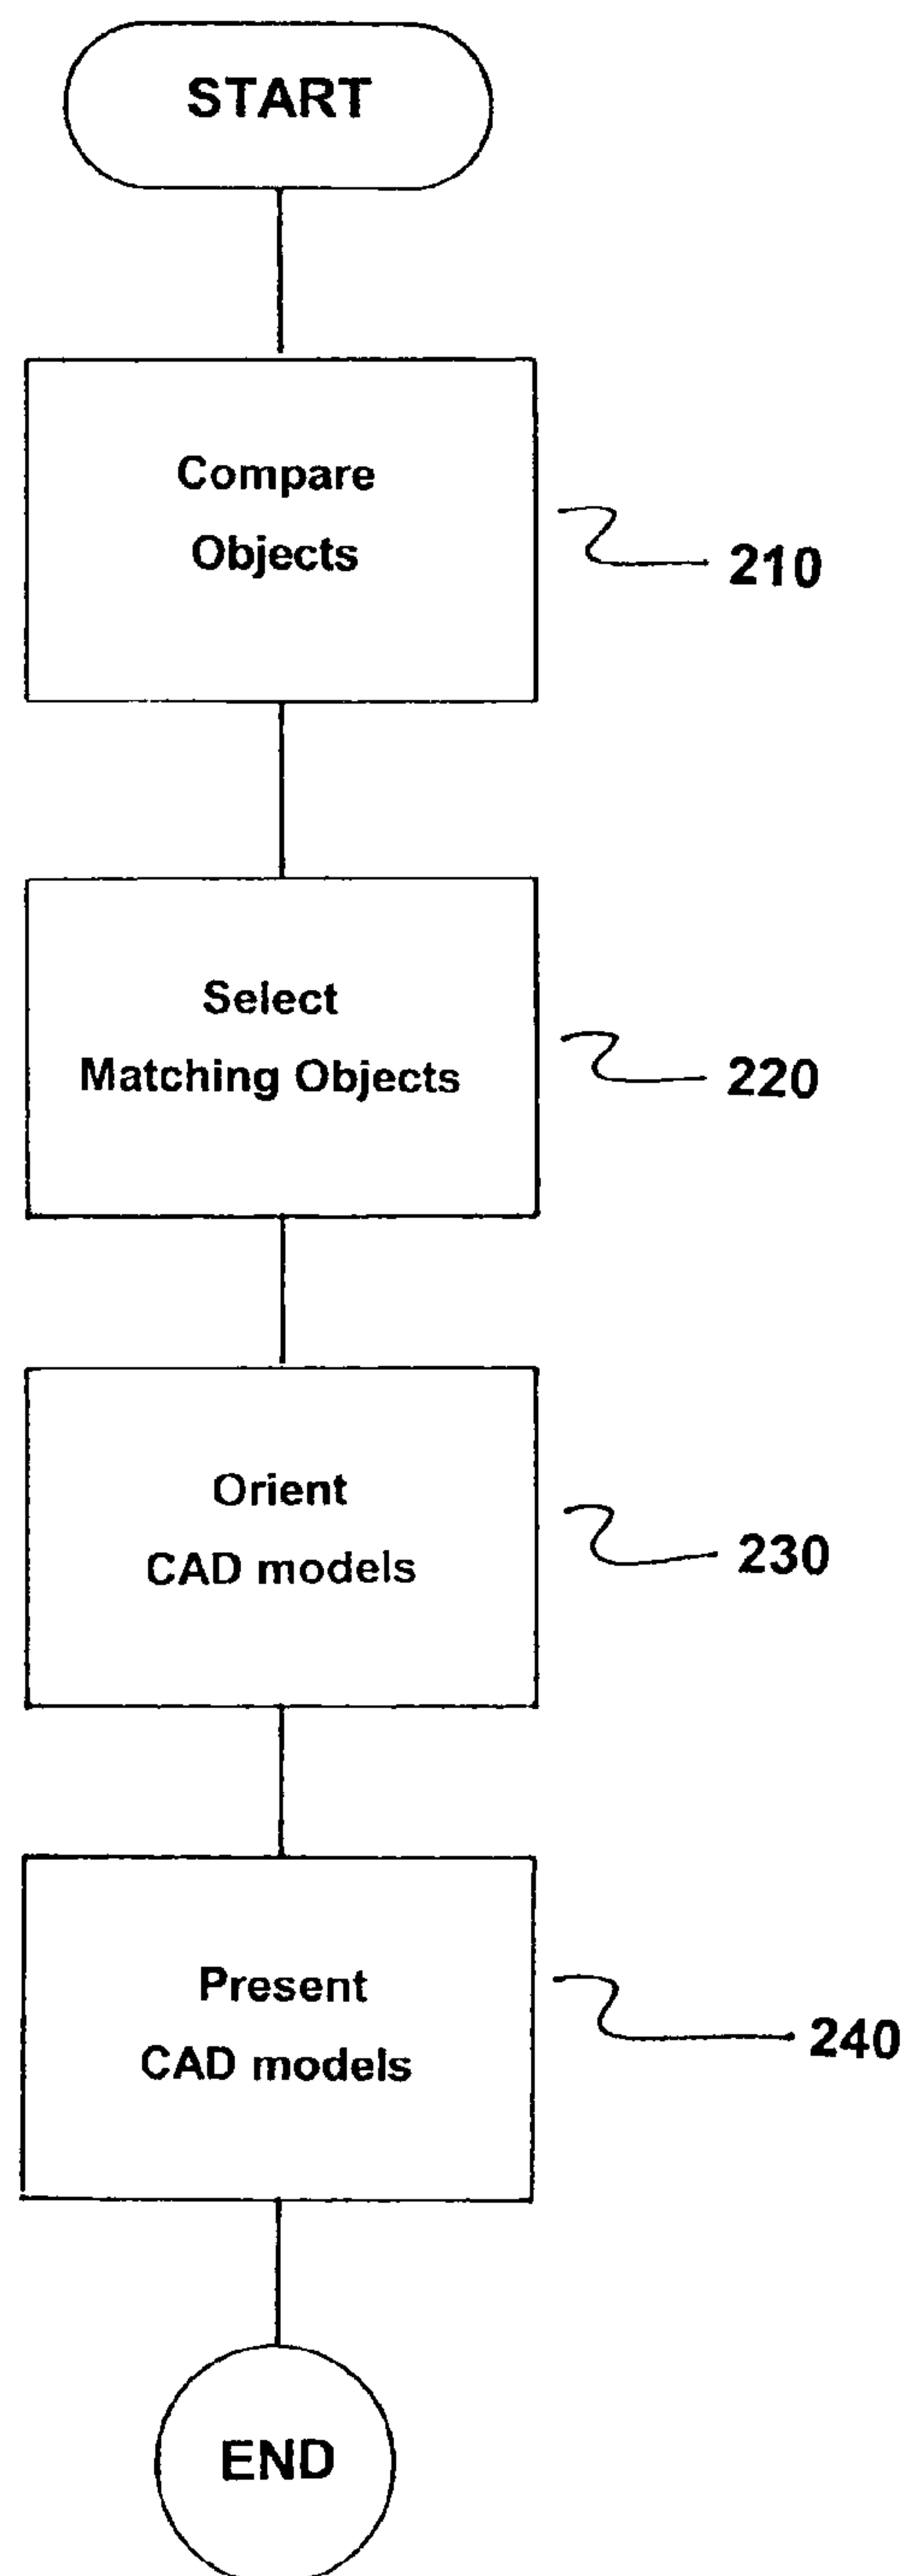 START
Compare
Objects
210
Select
Matching Objects
220
Orient
CAD models
230
Present
CAD models
240
END